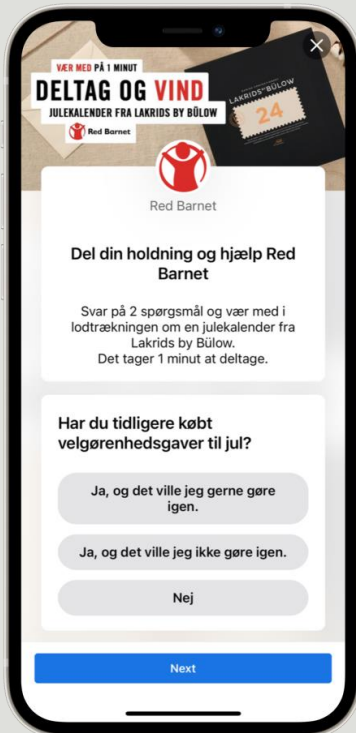 VÆR MED PÅ 1 MINUT
DELTAG OG VIND
JULEKALENDER FRA LAKRIDS BY BÜLOW
Red Barnet
LAKRIDS BY BÜLOW
24
Red Barnet
Del din holdning og hjælp Red
Barnet
Svar på 2 spørgsmål og vær med i
lodtrækningen om en julekalender fra
Lakrids by Bülow.
Det tager 1 minut at deltage.
Har du tidligere købt
velgørenhedsgaver til jul?
Ja, og det ville jeg gerne gøre
igen.
Ja, og det ville jeg ikke gøre igen.
Nej
Next